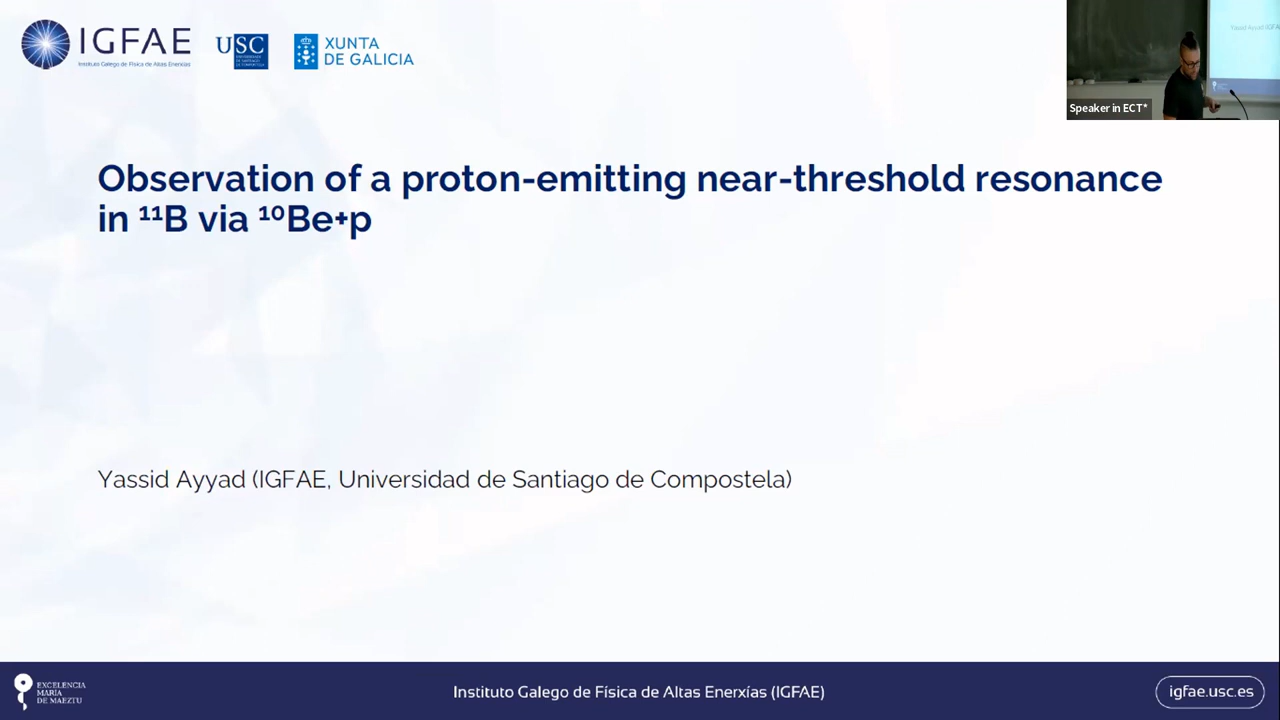 IGFAE
Instituto Galego de Física de Altas Enerxías
USC
XUNTA
DE GALICIA
Speaker in ECT*
Observation of a proton-emitting near-threshold resonance
in ¹¹B via ¹⁰Be+p
Yassid Ayyad (IGFAE, Universidad de Santiago de Compostela)
EXCELENCIA
MARÍA
DE MAEZTU
Instituto Galego de Física de Altas Enerxías (IGFAE)
igfae.usc.es